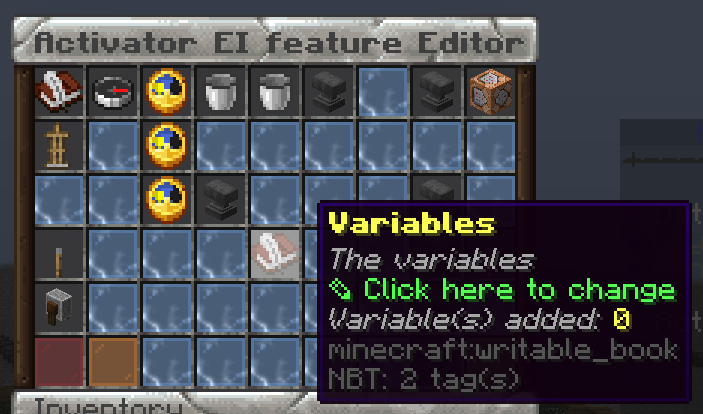 Activator EI feature Editor
Variables
The variables
✎ Click here to change
Variable(s) added: 0
minecraft:writable_book
NBT: 2 tag(s)
Inventory